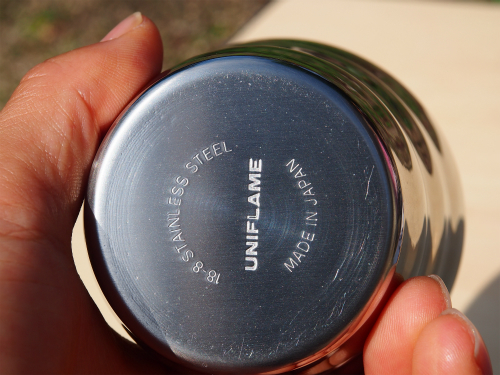 18-8 STAINLESS STEEL
UNIFLAME
MADE IN JAPAN